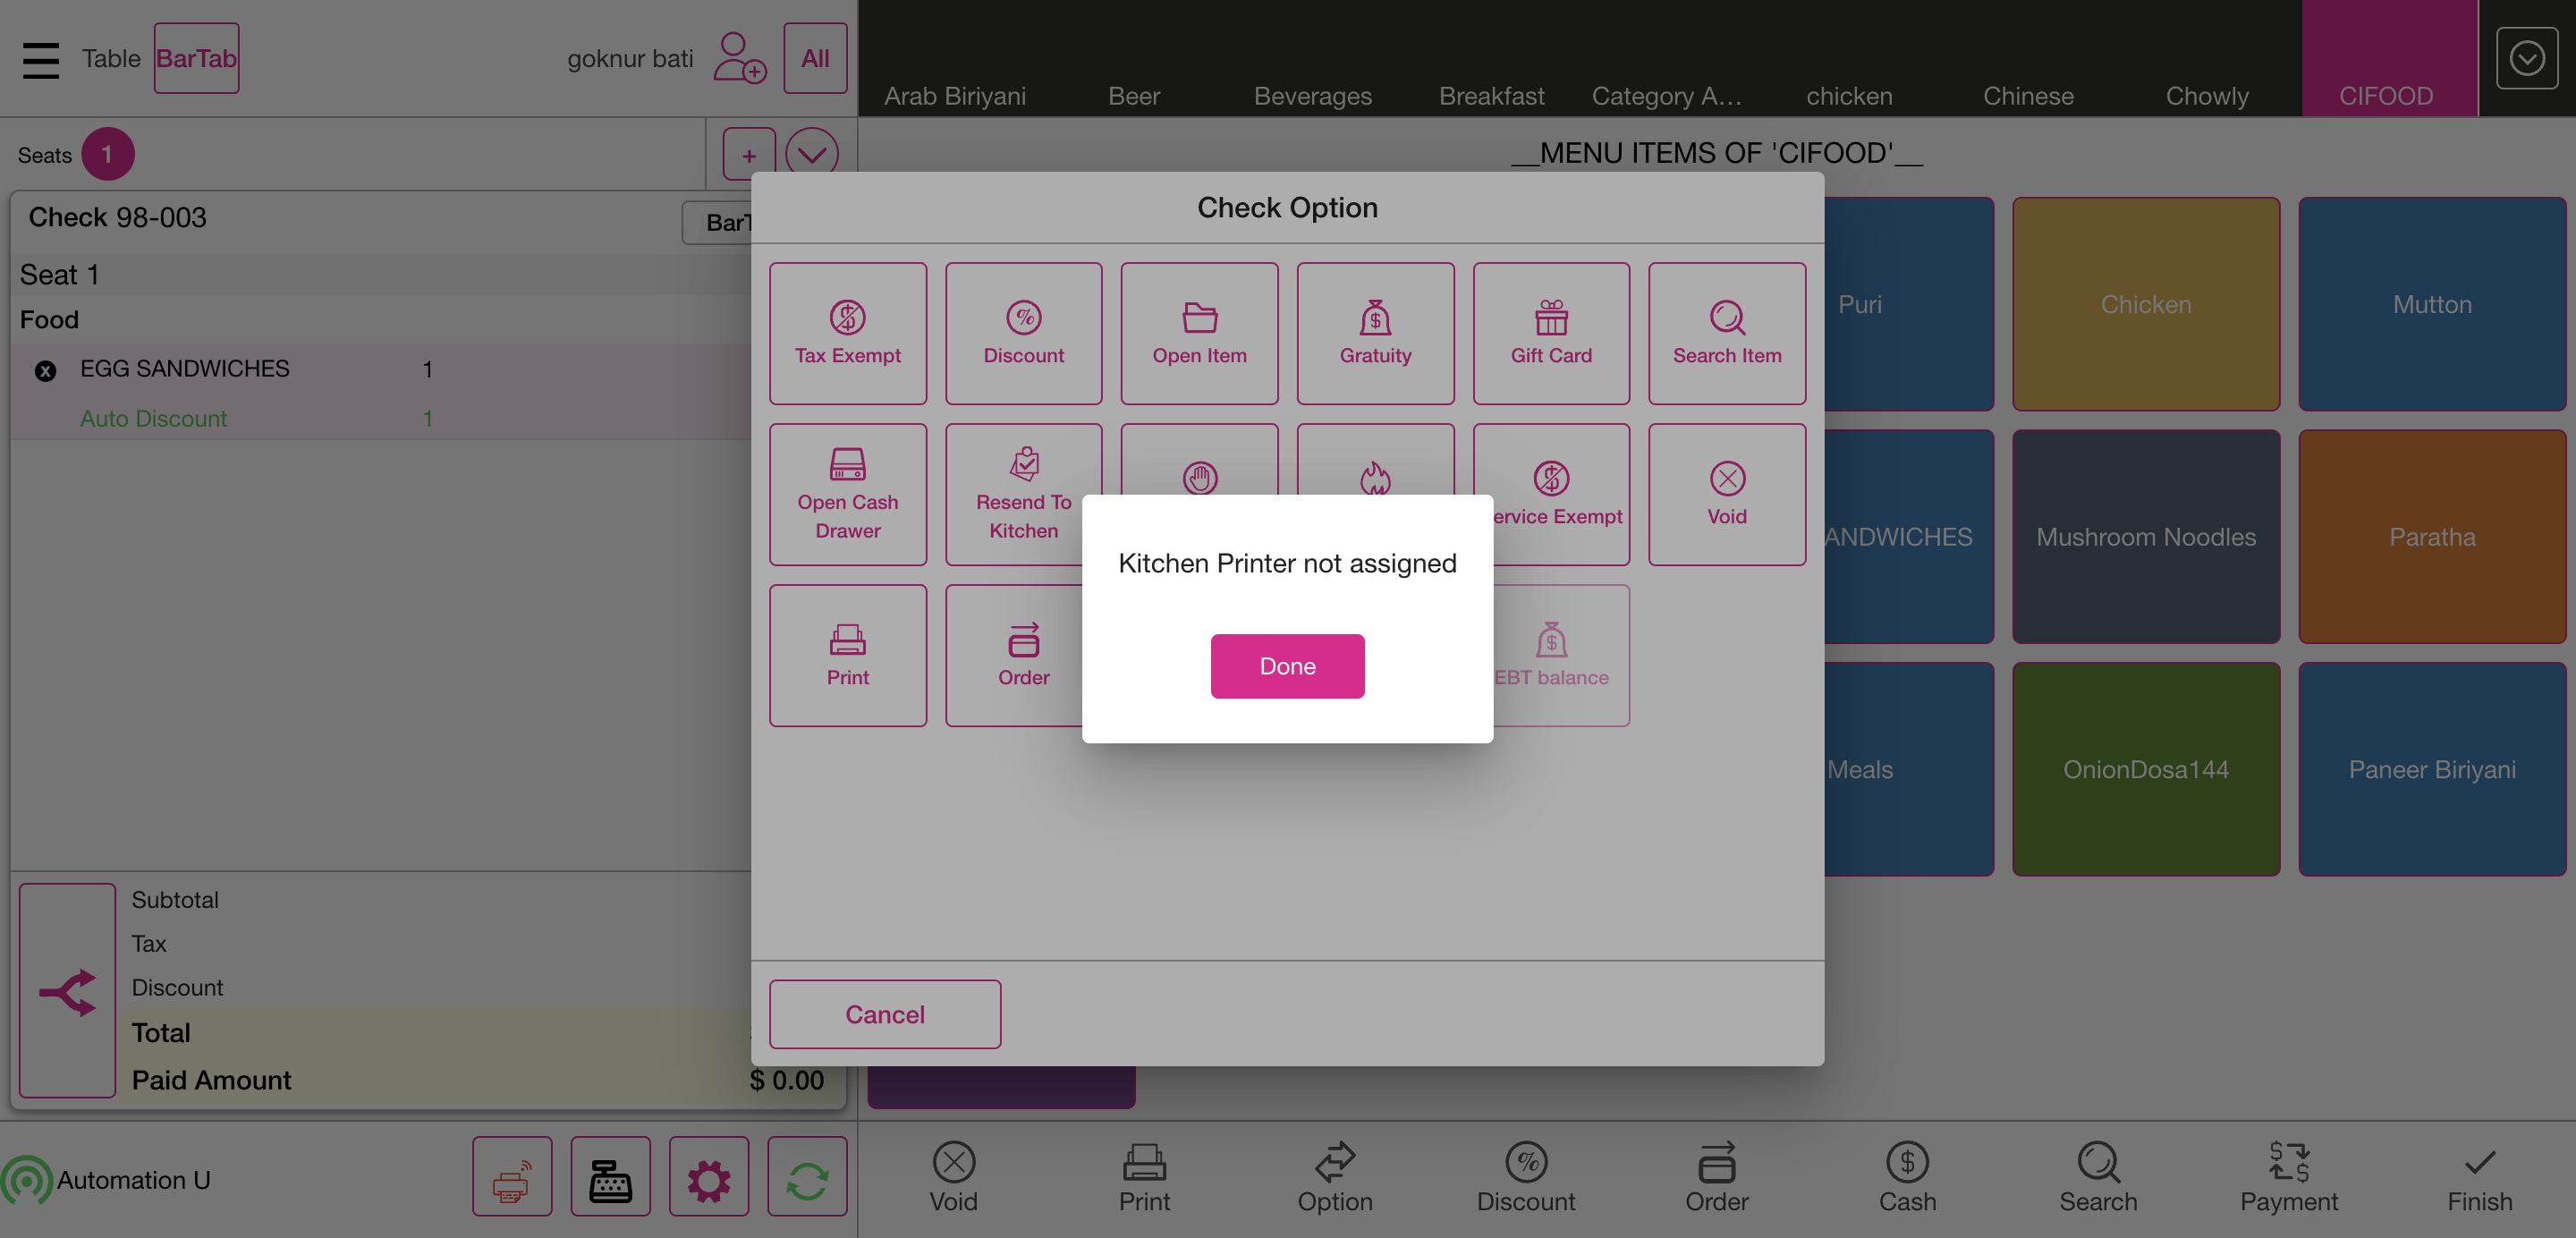 Table
BarTab
goknur bati
All
Arab Biriyani
Beer
Beverages
Breakfast
Category A...
chicken
Chinese
Chowly
CIFOOD
Seats
1
+
__MENU ITEMS OF 'CIFOOD'__
Check 98-003
BarT
Seat 1
Food
EGG SANDWICHES 1
Auto Discount 1
Check Option
Tax Exempt
Discount
Open Item
Gratuity
Gift Card
Search Item
Open Cash
Drawer
Resend To
Kitchen
ervice Exempt
Void
Print
Order
EBT balance
Kitchen Printer not assigned
Done
Cancel
Puri
Chicken
Mutton
ANDWICHES
Mushroom Noodles
Paratha
Meals
OnionDosa144
Paneer Biriyani
Subtotal
Tax
Discount
Total
Paid Amount $ 0.00
Automation U
Void
Print
Option
Discount
Order
Cash
Search
Payment
Finish